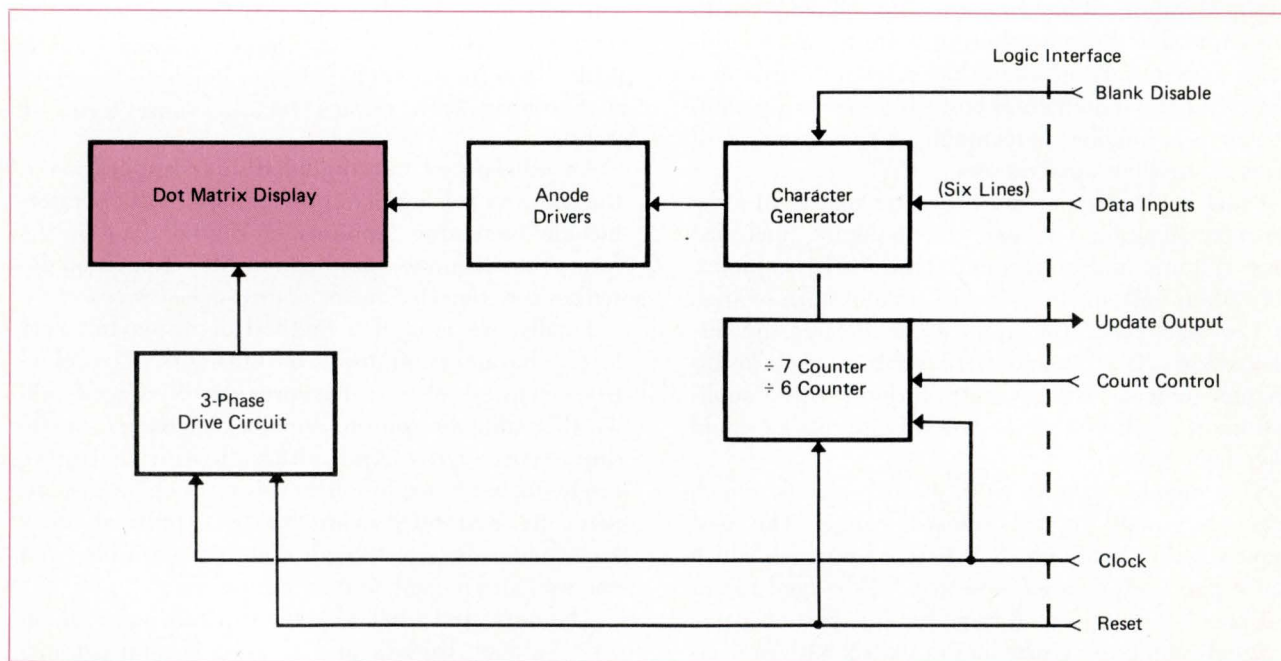 Logic Interface
Blank Disable
Dot Matrix Display
Anode
Drivers
Character
Generator
(Six Lines)
Data Inputs
Update Output
÷ 7 Counter
÷ 6 Counter
Count Control
3-Phase
Drive Circuit
Clock
Reset